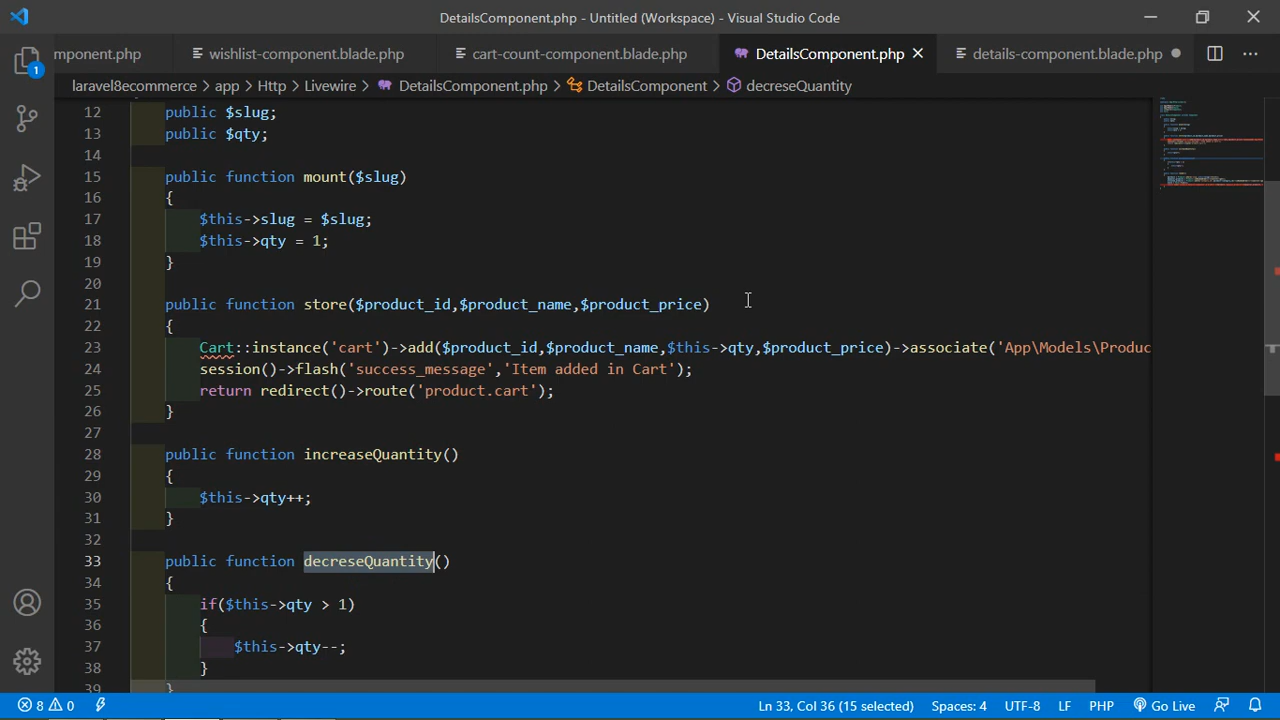 DetailsComponent.php - Untitled (Workspace) - Visual Studio Code
mponent.php wishlist-component.blade.php cart-count-component.blade.php DetailsComponent.php details-component.blade.php
laravel8ecommerce > app > Http > Livewire > DetailsComponent.php > DetailsComponent > decreseQuantity
1
12 public $slug;
13 public $qty;
14
15 public function mount($slug)
16 {
17 $this->slug = $slug;
18 $this->qty = 1;
19 }
20
21 public function store($product_id,$product_name,$product_price)
22 {
23 Cart::instance('cart')->add($product_id,$product_name,$this->qty,$product_price)->associate('App\Models\Produc
24 session()->flash('success_message','Item added in Cart');
25 return redirect()->route('product.cart');
26 }
27
28 public function increaseQuantity()
29 {
30 $this->qty++;
31 }
32
33 public function decreseQuantity()
34 {
35 if($this->qty > 1)
36 {
37 $this->qty--;
38 }
39 }
8 0 Ln 33, Col 36 (15 selected) Spaces: 4 UTF-8 LF PHP Go Live